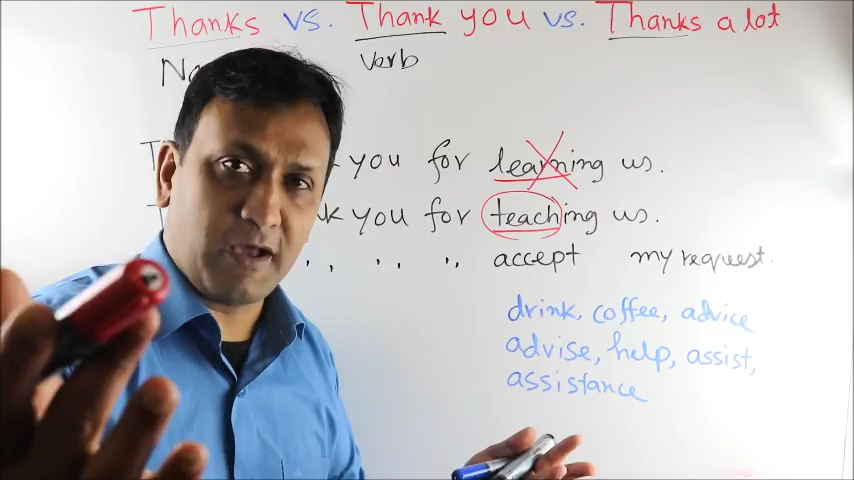 Thanks vs. Thank you vs. Thanks a lot
Verb
you for learning us.
you for teaching us.
,, ,, ,, accept my request.
drink, coffee, advice
advise, help, assist,
assistance